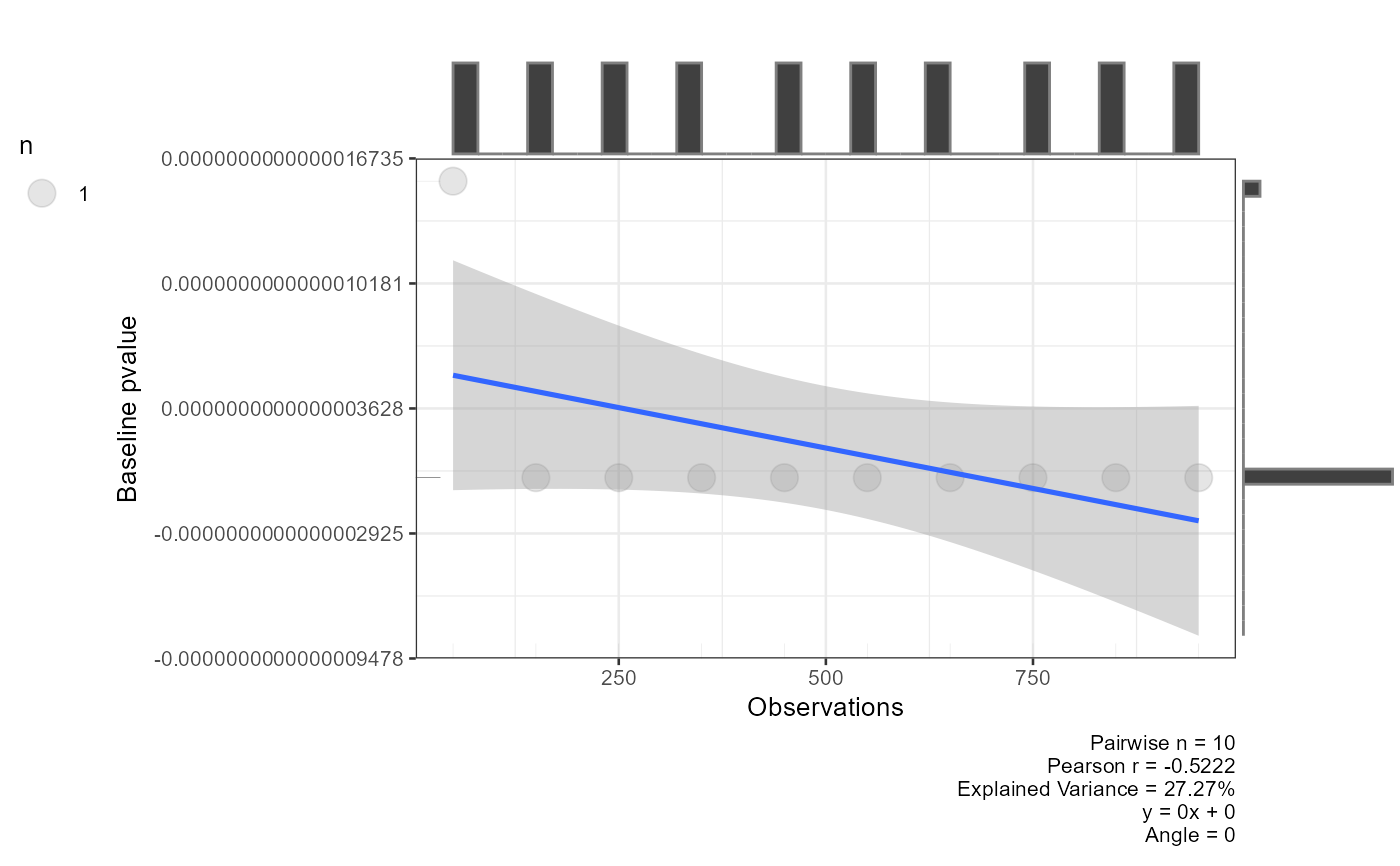 n
1
0.0000000000000016735
0.0000000000000010181
0.0000000000000003628
-0.0000000000000002925
-0.0000000000000009478
Baseline pvalue
250
500
750
Observations
Pairwise n = 10
Pearson r = -0.5222
Explained Variance = 27.27%
y = 0x + 0
Angle = 0